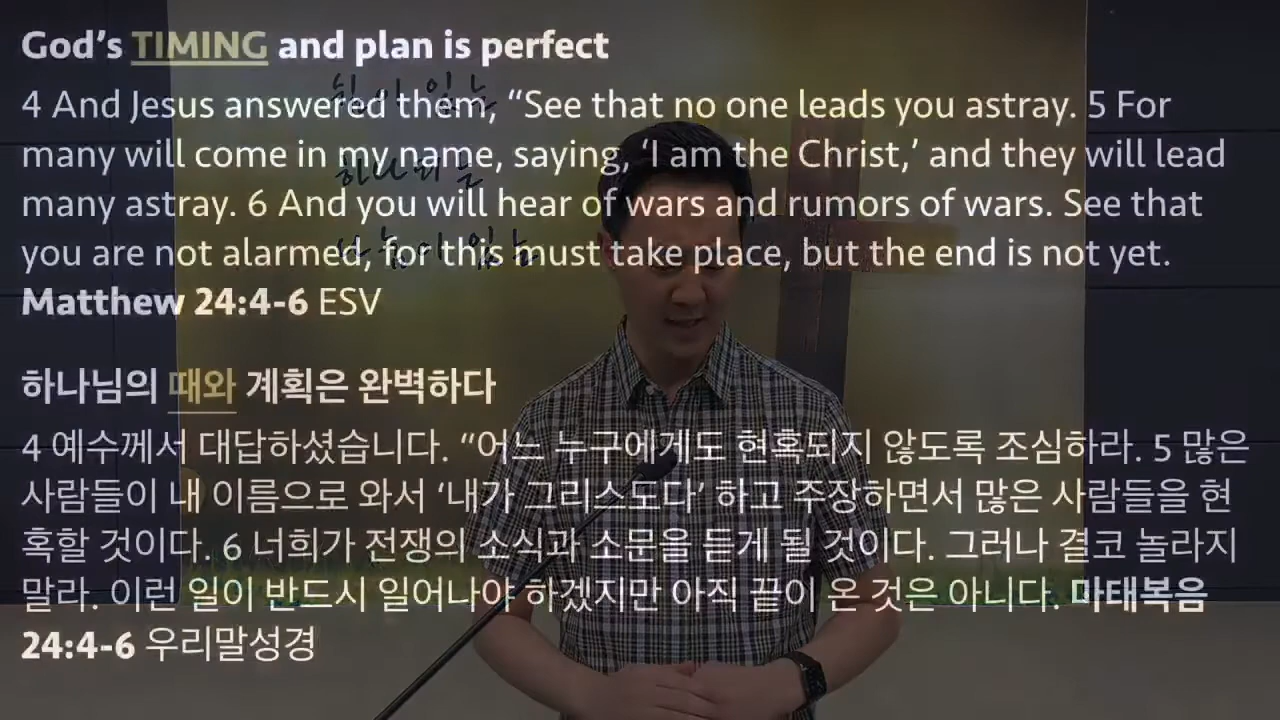 God’s TIMING and plan is perfect
4 And Jesus answered them, “See that no one leads you astray. 5 For
many will come in my name, saying, ‘I am the Christ,’ and they will lead
many astray. 6 And you will hear of wars and rumors of wars. See that
you are not alarmed, for this must take place, but the end is not yet.
Matthew 24:4-6 ESV
하나님의 때와 계획은 완벽하다
4 예수께서 대답하셨습니다. “어느 누구에게도 현혹되지 않도록 조심하라. 5 많은
사람들이 내 이름으로 와서 ‘내가 그리스도다’ 하고 주장하면서 많은 사람들을 현
혹할 것이다. 6 너희가 전쟁의 소식과 소문을 듣게 될 것이다. 그러나 결코 놀라지
말라. 이런 일이 반드시 일어나야 하겠지만 아직 끝이 온 것은 아니다. 마태복음
24:4-6 우리말성경